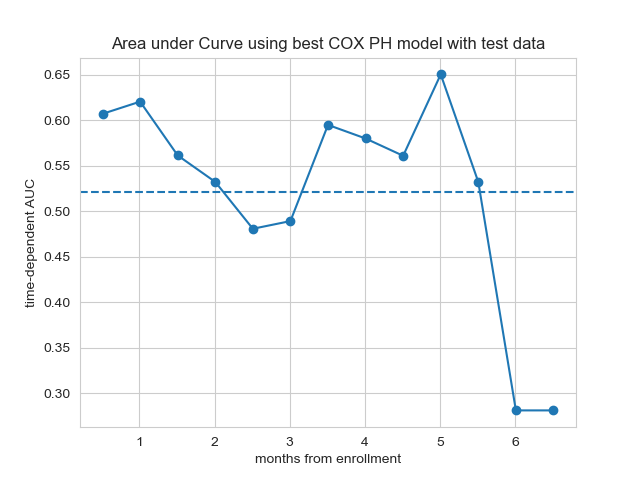 Area under Curve using best COX PH model with test data
time-dependent AUC
0.65
0.60
0.55
0.50
0.45
0.40
0.35
0.30
1 2 3 4 5 6
months from enrollment